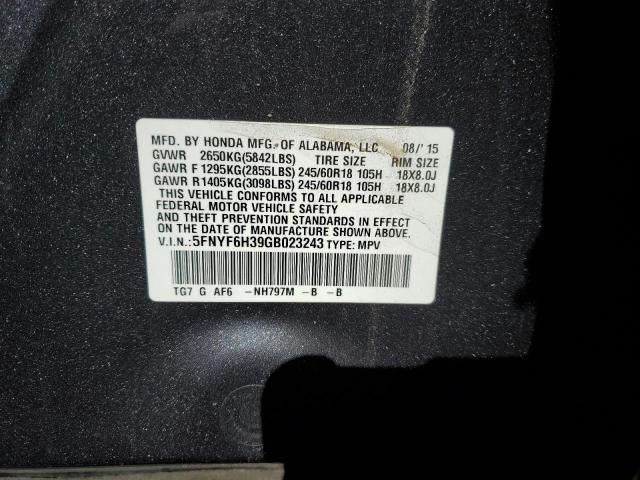 MFD. BY HONDA MFG. OF ALABAMA, LLC 08/'15
GVWR 2650KG(5842LBS) TIRE SIZE RIM SIZE
GAWR F 1295KG(2855LBS) 245/60R18 105H 18X8.0J
GAWR R 1405KG(3098LBS) 245/60R18 105H 18X8.0J
THIS VEHICLE CONFORMS TO ALL APPLICABLE
FEDERAL MOTOR VEHICLE SAFETY
AND THEFT PREVENTION STANDARDS IN EFFECT
ON THE DATE OF MANUFACTURE SHOWN ABOVE.
V.I.N.: 5FNYF6H39GB023243 TYPE: MPV
TG7 G AF6 -NH797M -B -B